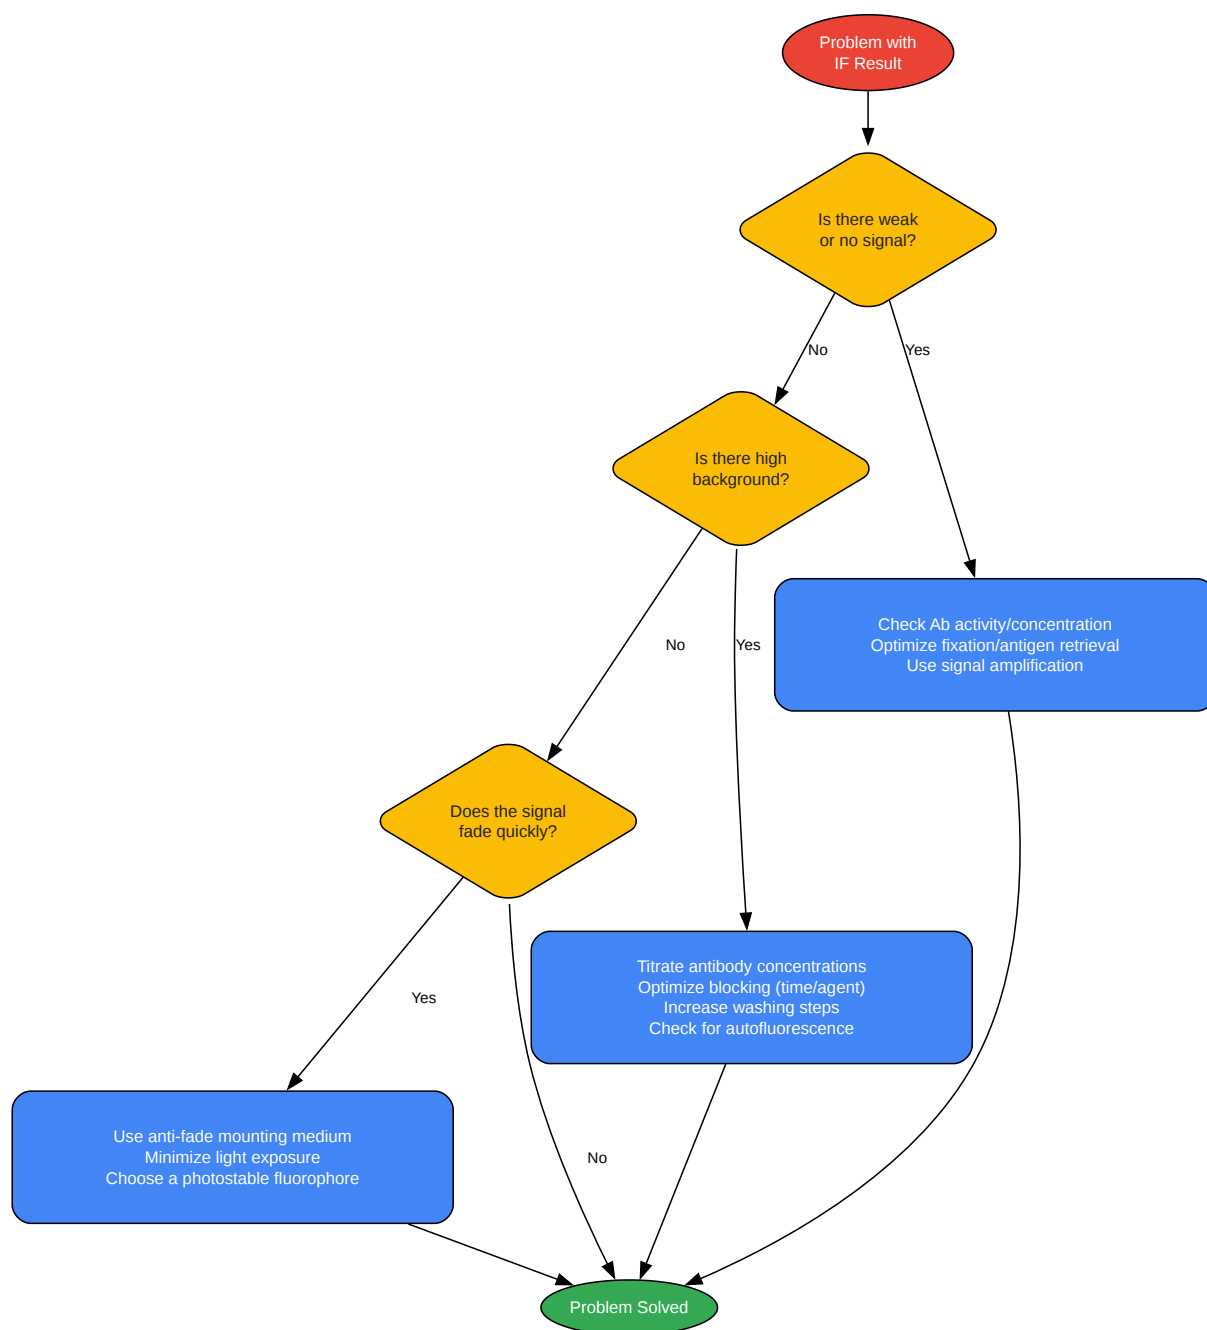 Problem with
IF Result
Is there weak
or no signal?
No
Yes
Is there high
background?
No
Yes
Check Ab activity/concentration
Optimize fixation/antigen retrieval
Use signal amplification
Does the signal
fade quickly?
Yes
No
Titrate antibody concentrations
Optimize blocking (time/agent)
Increase washing steps
Check for autofluorescence
Use anti-fade mounting medium
Minimize light exposure
Choose a photostable fluorophore
Problem Solved